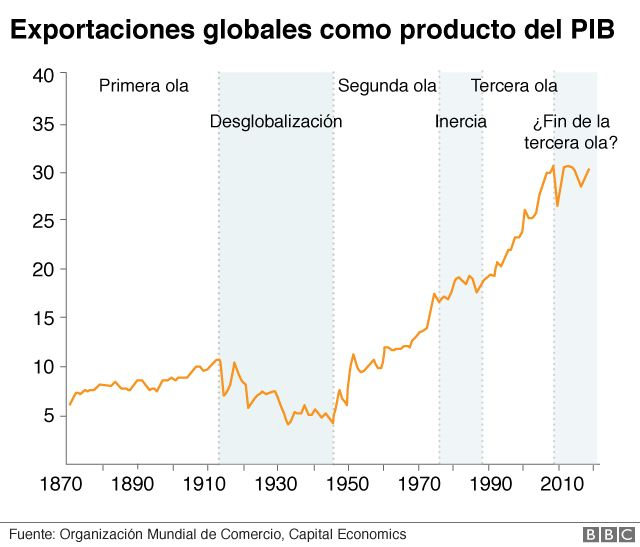 Exportaciones globales como producto del PIB
40
Primera ola
Segunda ola
Tercera ola
35
Desglobalización
Inercia
¿Fin de la
tercera ola?
30
25
20
15
10
5
1870
1890
1910
1930
1950
1970
1990
2010
Fuente: Organización Mundial de Comercio, Capital Economics
BBC